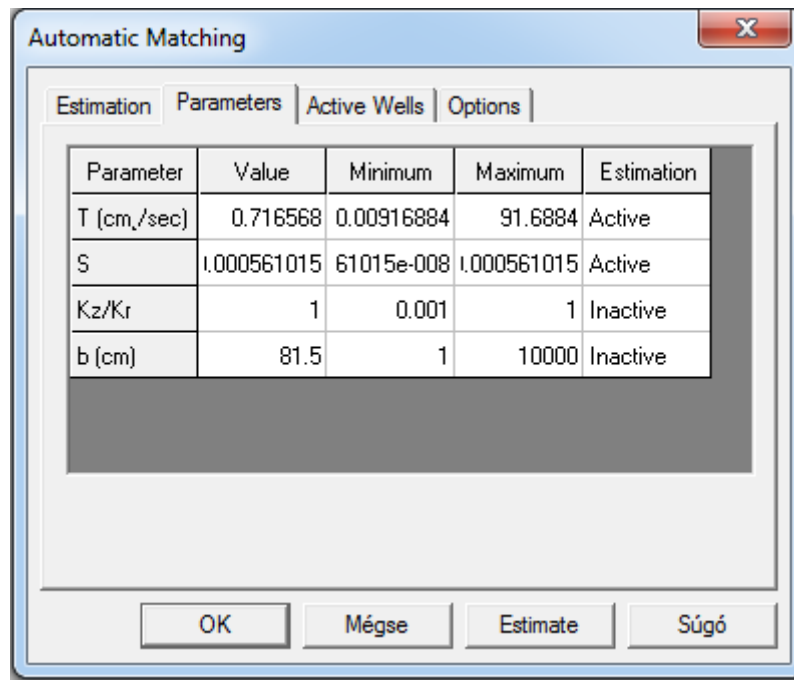 Automatic Matching
Estimation Parameters Active Wells Options
Parameter Value Minimum Maximum Estimation
T (cm˛/sec) 0.716568 0.00916884 91.6884 Active
S .000561015 61015e-008 .000561015 Active
Kz/Kr 1 0.001 1 Inactive
b (cm) 81.5 1 10000 Inactive
OK Mégse Estimate Súgó